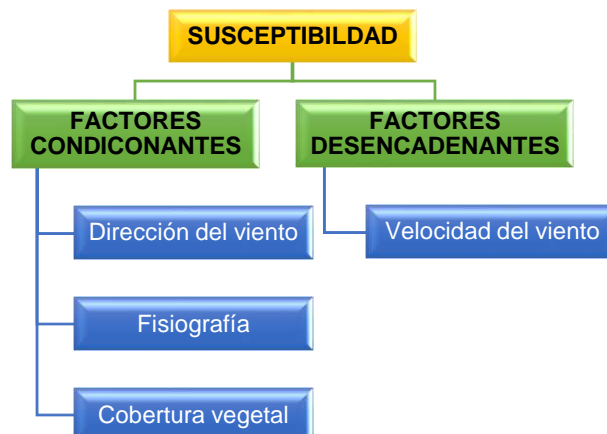 SUSCEPTIBILDAD
FACTORES
CONDICONANTES
FACTORES
DESENCADENANTES
Dirección del viento
Velocidad del viento
Fisiografía
Cobertura vegetal